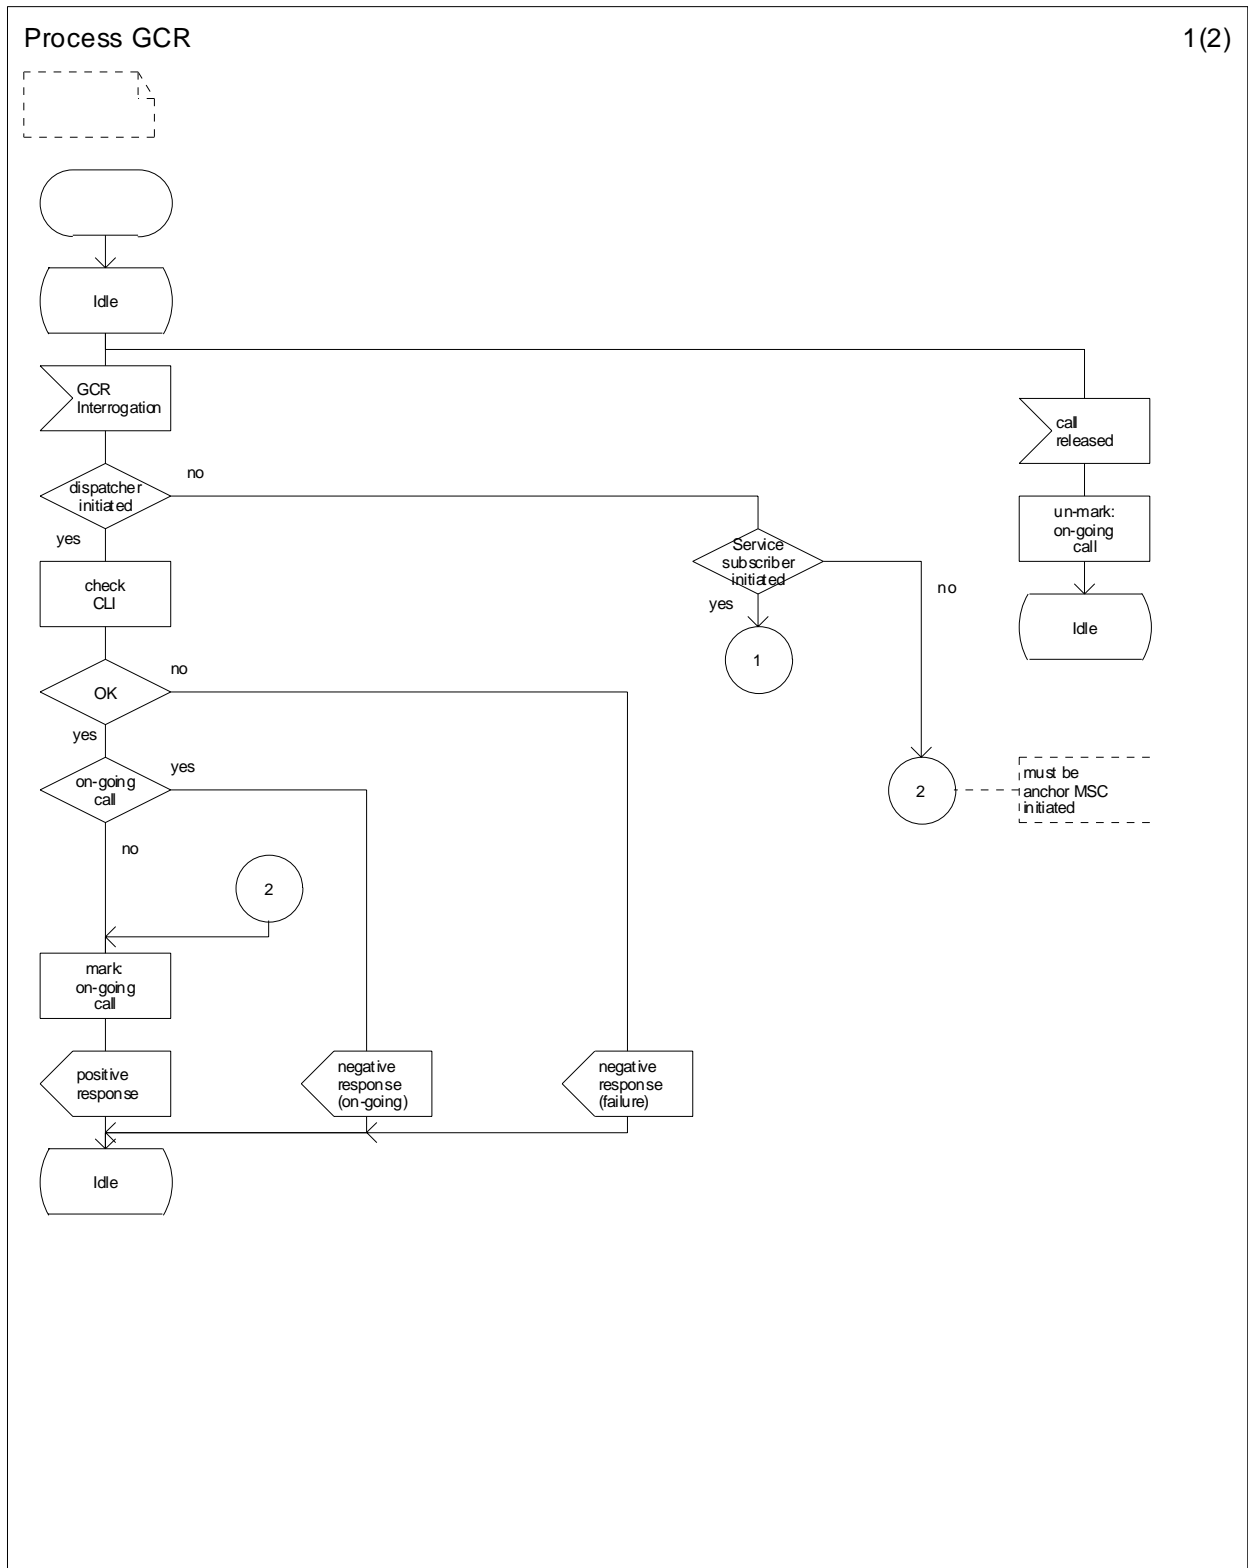 Process GCR
1(2)
Idle
GCR
Interrogation
call
released
no
dispatcher
initiated
yes
un-mark:
on-going
call
Service
subscriber
initiated
yes
no
check
CLI
Idle
1
no
OK
yes
on-going
call
yes
no
2
must be
anchor MSC
initiated
2
mark:
on-going
call
positive
response
negative
response
(on-going)
negative
response
(failure)
Idle